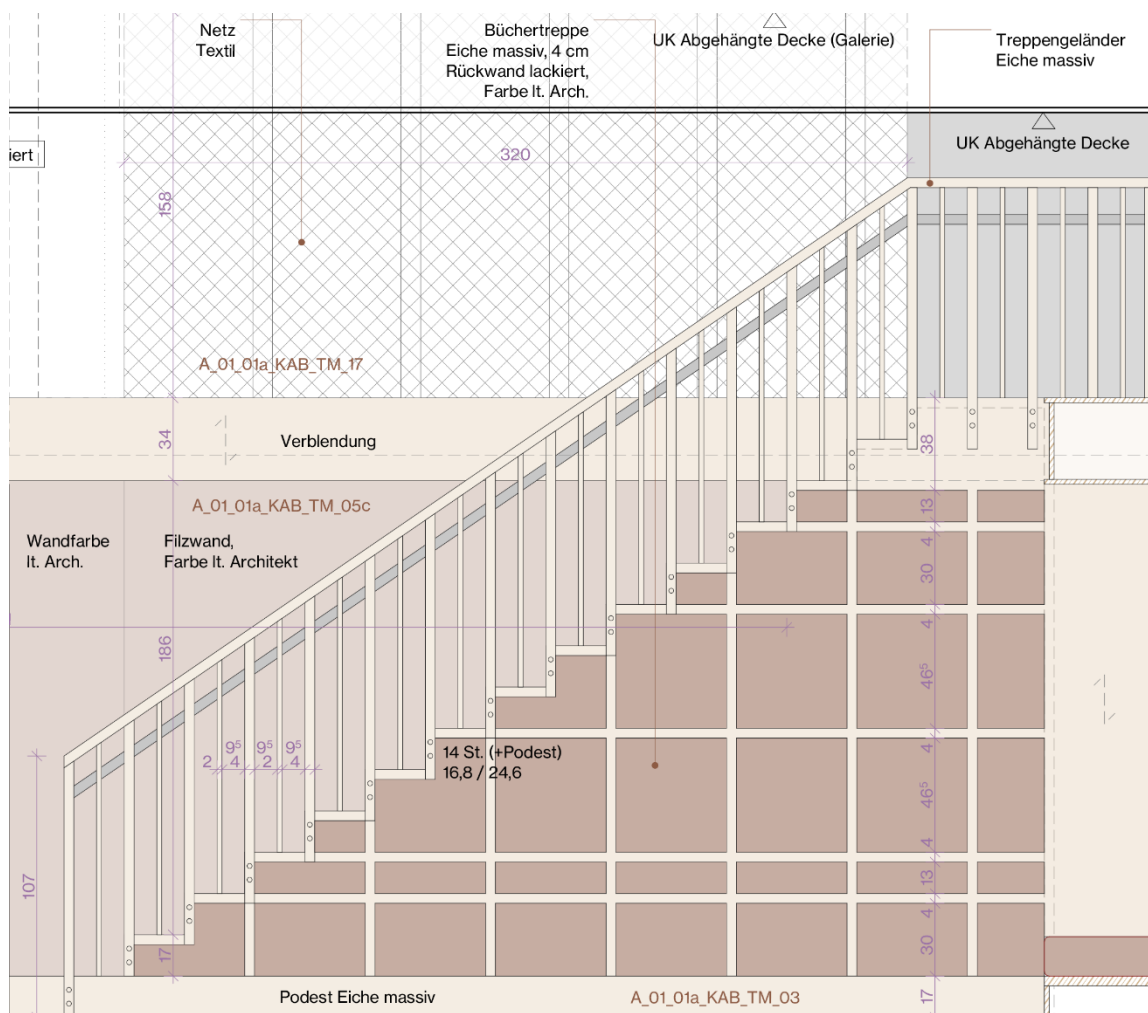 Netz
Textil
Büchertreppe
Eiche massiv, 4 cm
Rückwand lackiert,
Farbe lt. Arch.
UK Abgehängte Decke (Galerie)
Treppengeländer
Eiche massiv
iert
UK Abgehängte Decke
320
158
A_01_01a_KAB_TM_17
34
Verblendung
38
A_01_01a_KAB_TM_05c
Wandfarbe
lt. Arch.
Filzwand,
Farbe lt. Architekt
13
4
30
4
186
46⁵
4
2
9⁵
4
9⁵
2
9⁵
4
14 St. (+Podest)
16,8 / 24,6
46⁵
4
13
4
30
107
17
Podest Eiche massiv
A_01_01a_KAB_TM_03
17